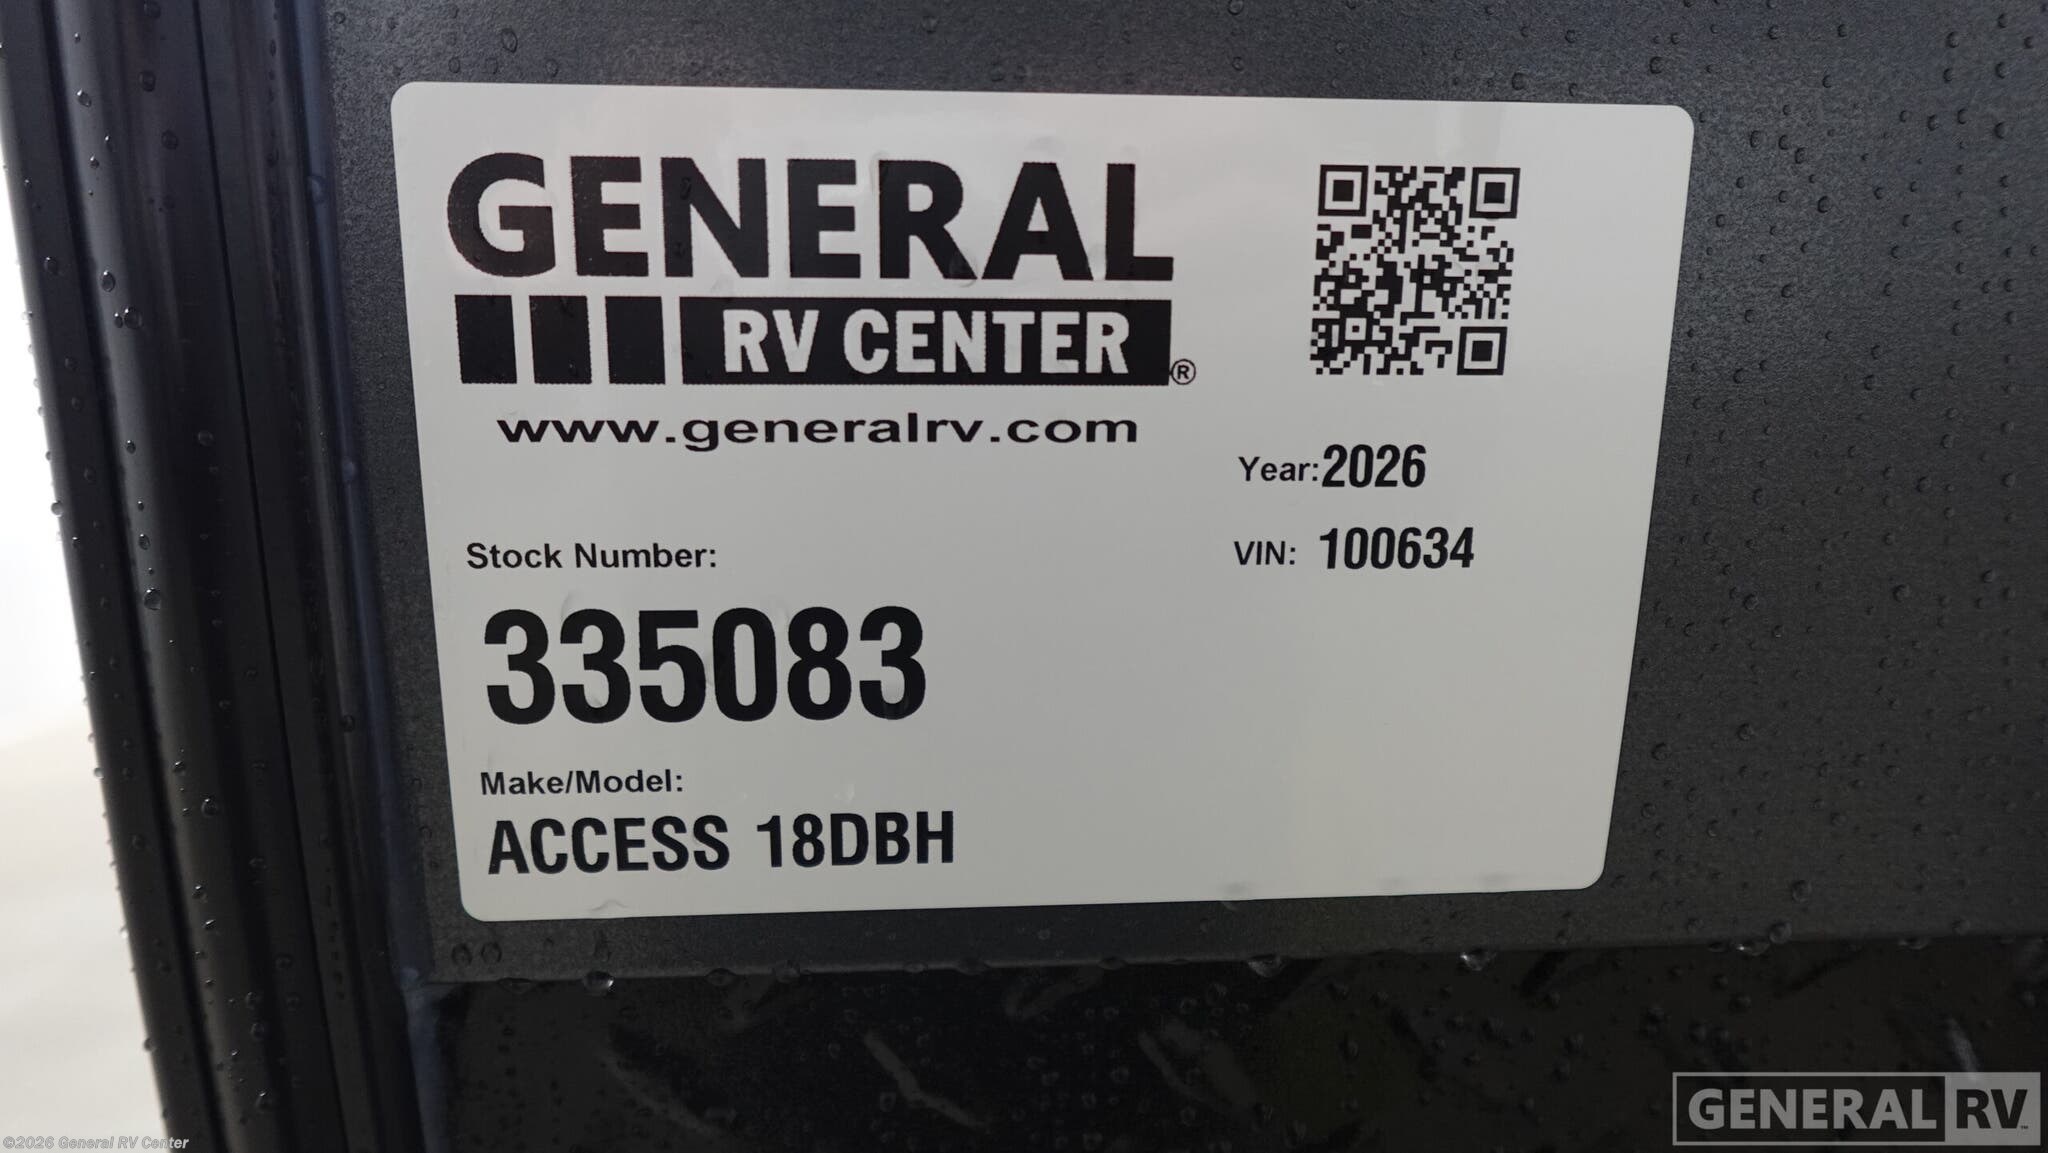 GENERAL
RV CENTER®
www.generalrv.com
Year: 2026
VIN: 100634
Stock Number:
335083
Make/Model:
ACCESS 18DBH
GENERAL RV™
©2026 General RV Center